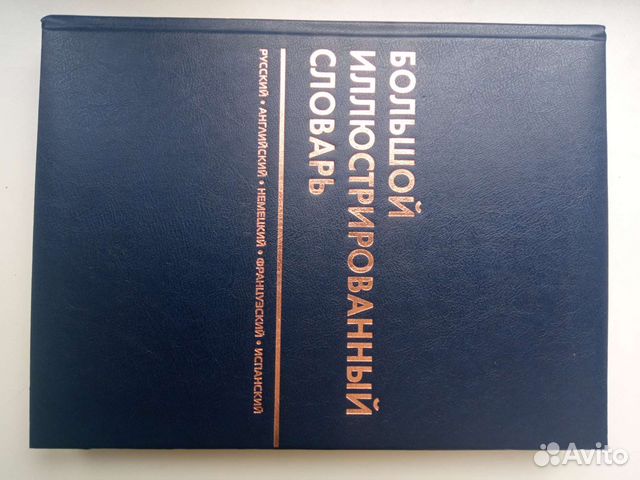 БОЛЬШОЙ
ИЛЛЮСТРИРОВАННЫЙ
СЛОВАРЬ
РУССКИЙ • АНГЛИЙСКИЙ • НЕМЕЦКИЙ • ФРАНЦУЗСКИЙ • ИСПАНСКИЙ
Avito